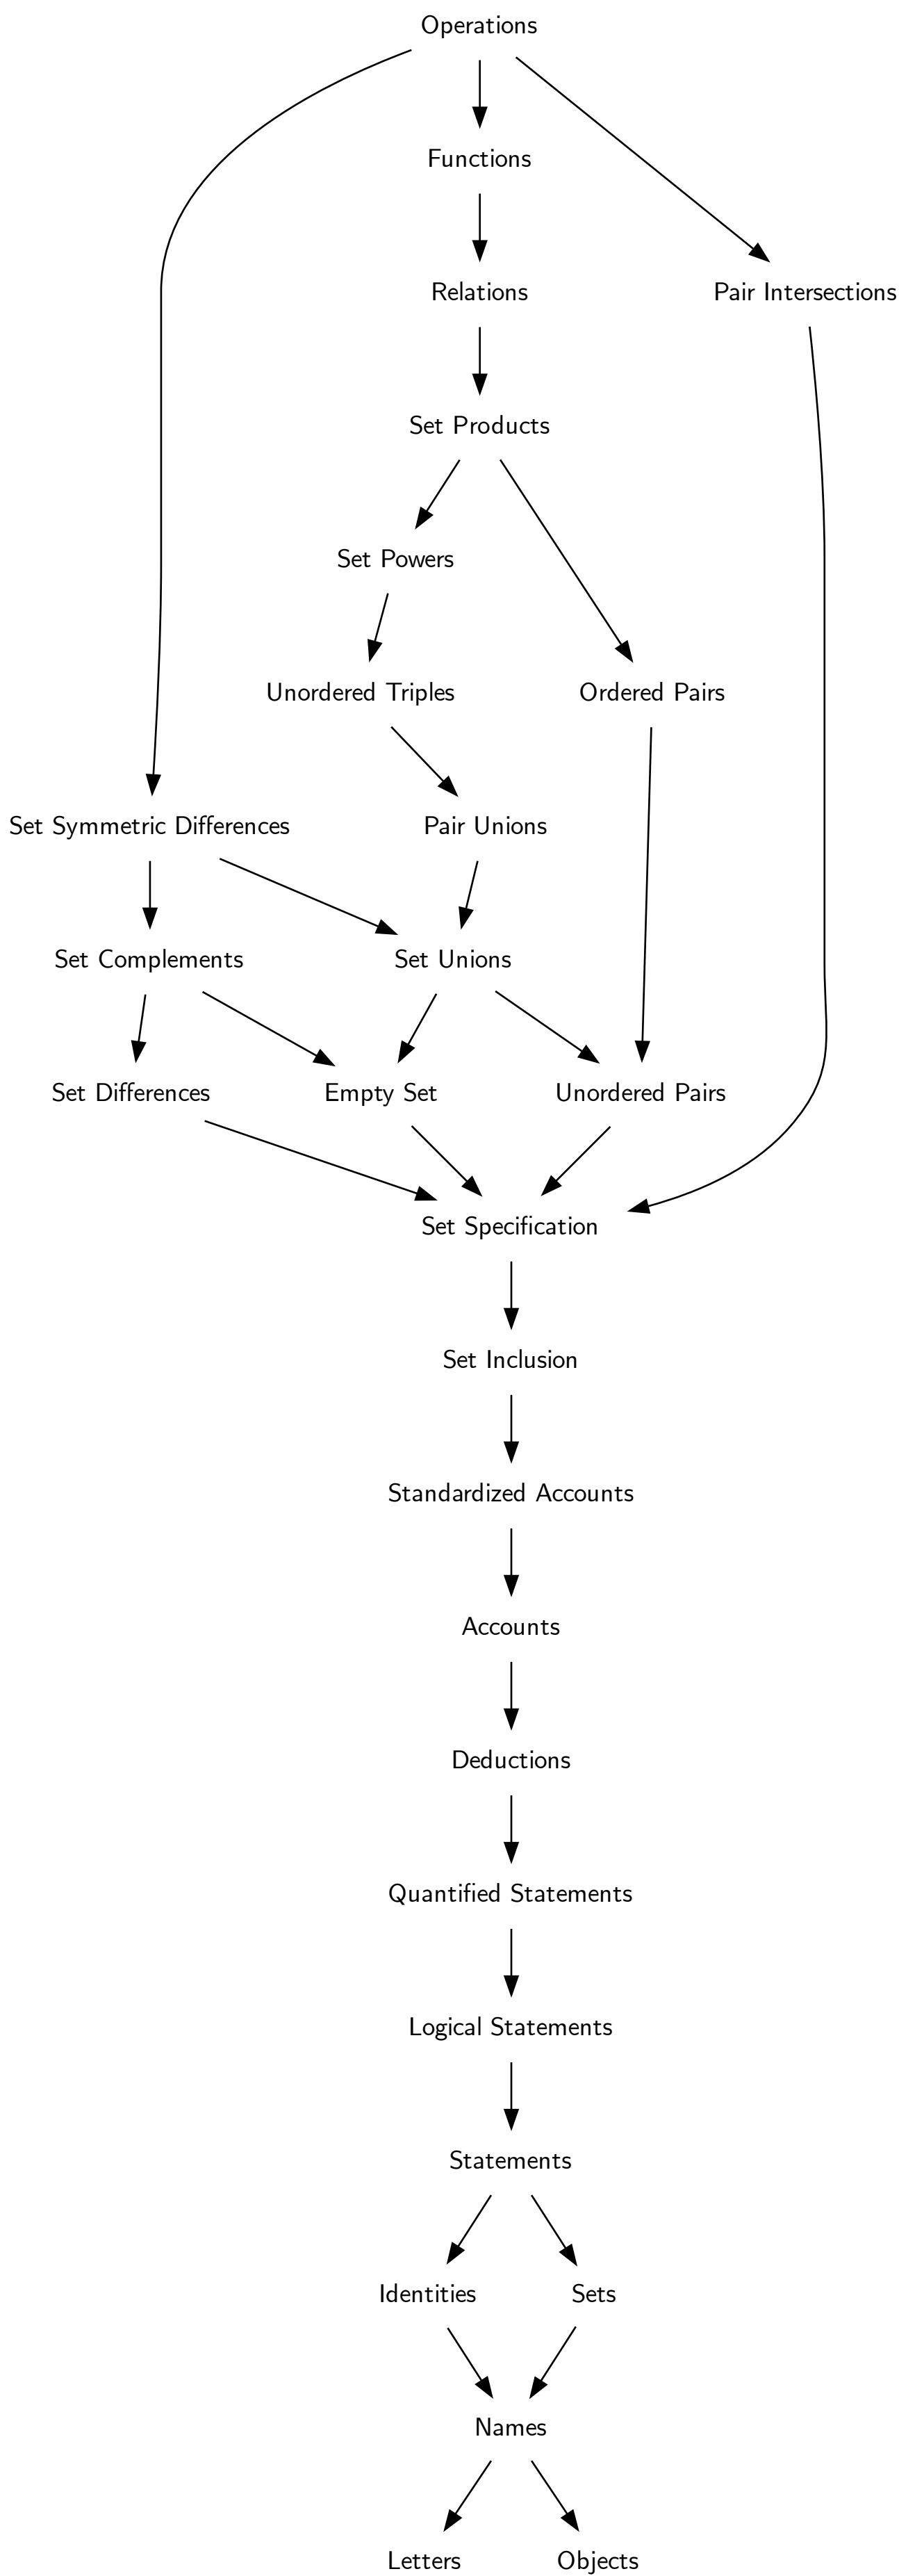 Operations
Functions
Relations
Pair Intersections
Set Products
Set Powers
Unordered Triples
Ordered Pairs
Set Symmetric Differences
Pair Unions
Set Complements
Set Unions
Set Differences
Empty Set
Unordered Pairs
Set Specification
Set Inclusion
Standardized Accounts
Accounts
Deductions
Quantified Statements
Logical Statements
Statements
Identities
Sets
Names
Letters
Objects